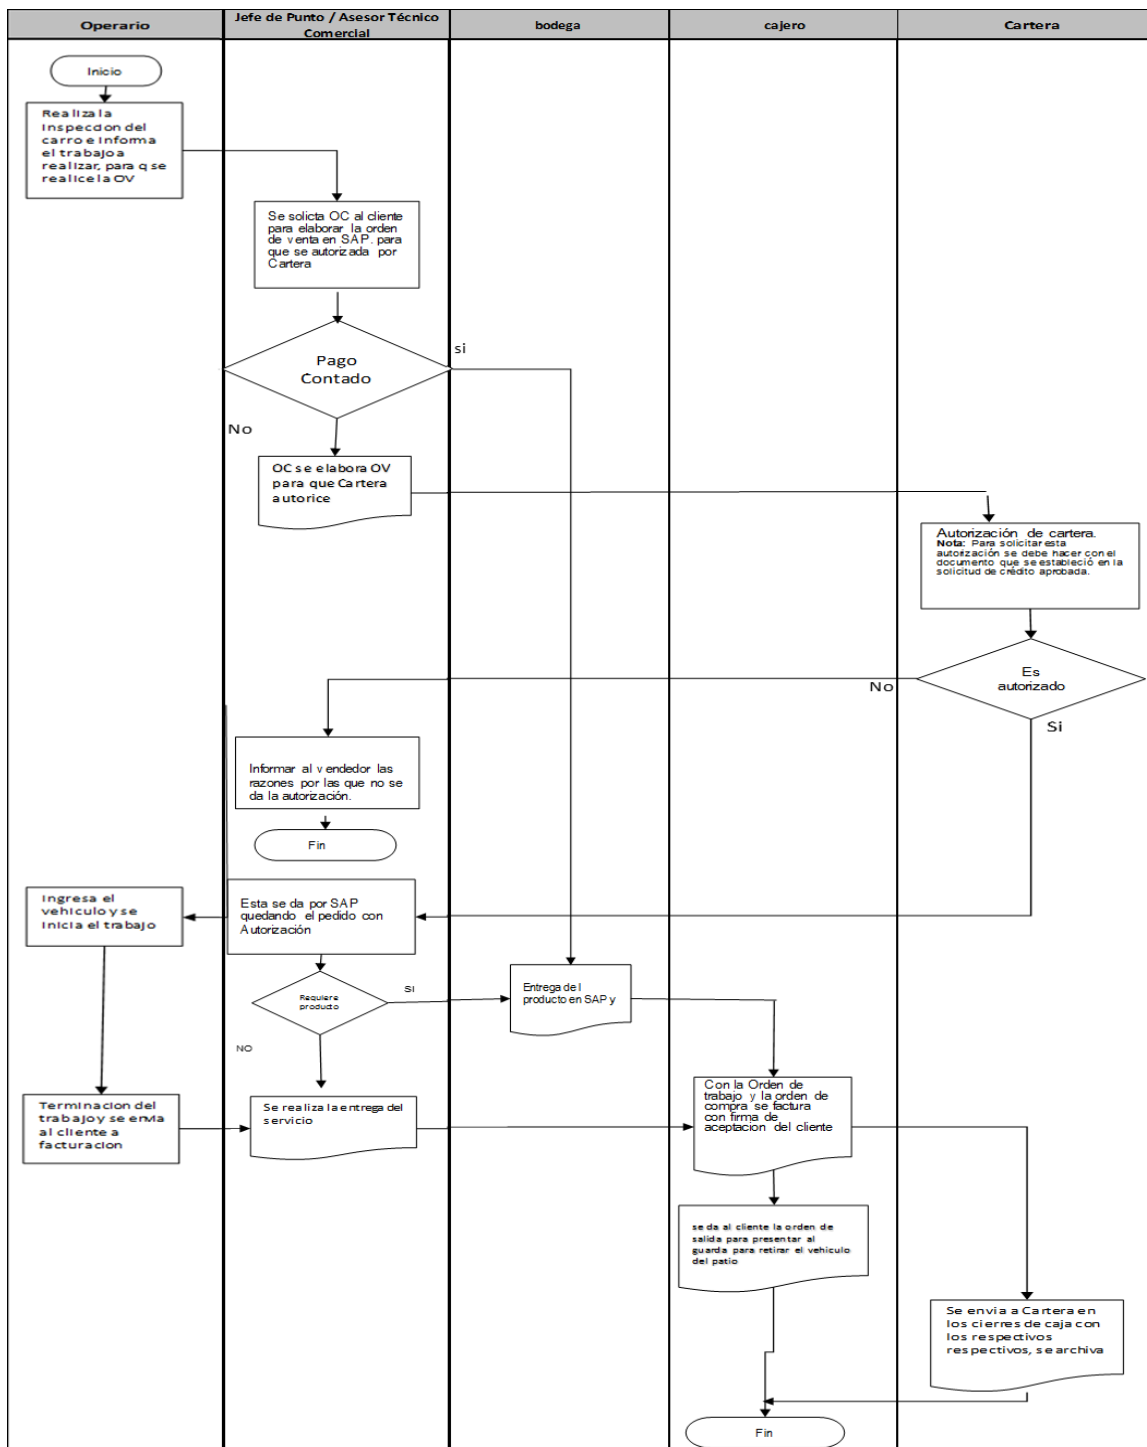 Operario
Jefe de Punto / Asesor Técnico
Comercial
bodega
cajero
Cartera
Inicio
Realiza la
Inspeccion del
carro e Informa
el trabajo a
realizar, para q se
realice la OV
Se solicta OC al cliente
para elaborar la orden
de venta en SAP. para
que se autorizada por
Cartera
Pago
Contado
si
No
OC se elabora OV
para que Cartera
autorice
Autorización de cartera.
Nota: Para solicitar esta
autorización se debe hacer con el
documento que se estableció en la
solicitud de crédito aprobada.
Es
autorizado
No
Si
Informar al vendedor las
razones por las que no se
da la autorización.
Fin
Ingresa el
vehiculo y se
Inicia el trabajo
Esta se da por SAP
quedando el pedido con
Autorización
Requiere
producto
SI
NO
Entrega del
producto en SAP y
Terminacion del
trabajo y se envia
al cliente a
facturacion
Se realiza la entrega del
servicio
Con la Orden de
trabajo y la orden de
compra se factura
con firma de
aceptacion del cliente
se da al cliente la orden de
salida para presentar al
guarda para retirar el vehiculo
del patio
Se envia a Cartera en
los cierres de caja con
los respectivos
respectivos, se archiva
Fin